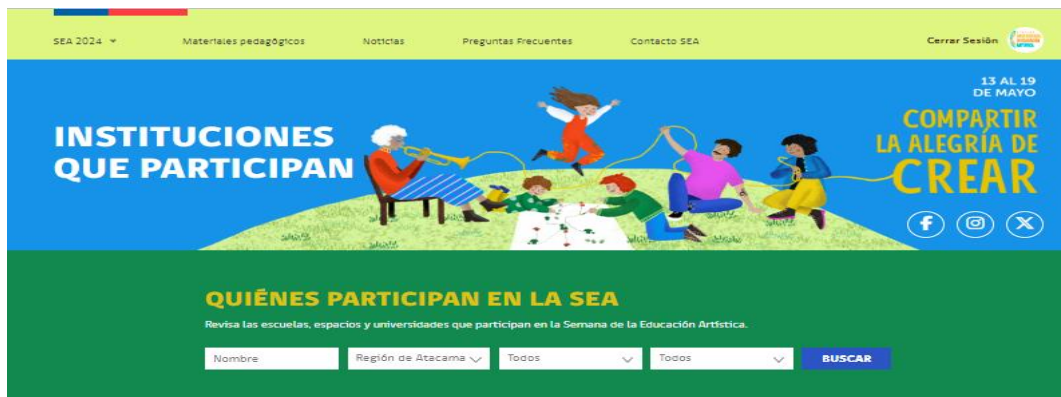 SEA 2024
Materiales pedagógicos
Noticias
Preguntas Frecuentes
Contacto SEA
Cerrar Sesión
13 AL 19
DE MAYO
INSTITUCIONES
QUE PARTICIPAN
COMPARTIR
LA ALEGRÍA DE
CREAR
QUIÉNES PARTICIPAN EN LA SEA
Revisa las escuelas, espacios y universidades que participan en la Semana de la Educación Artística.
Nombre
Región de Atacama
Todos
Todos
BUSCAR